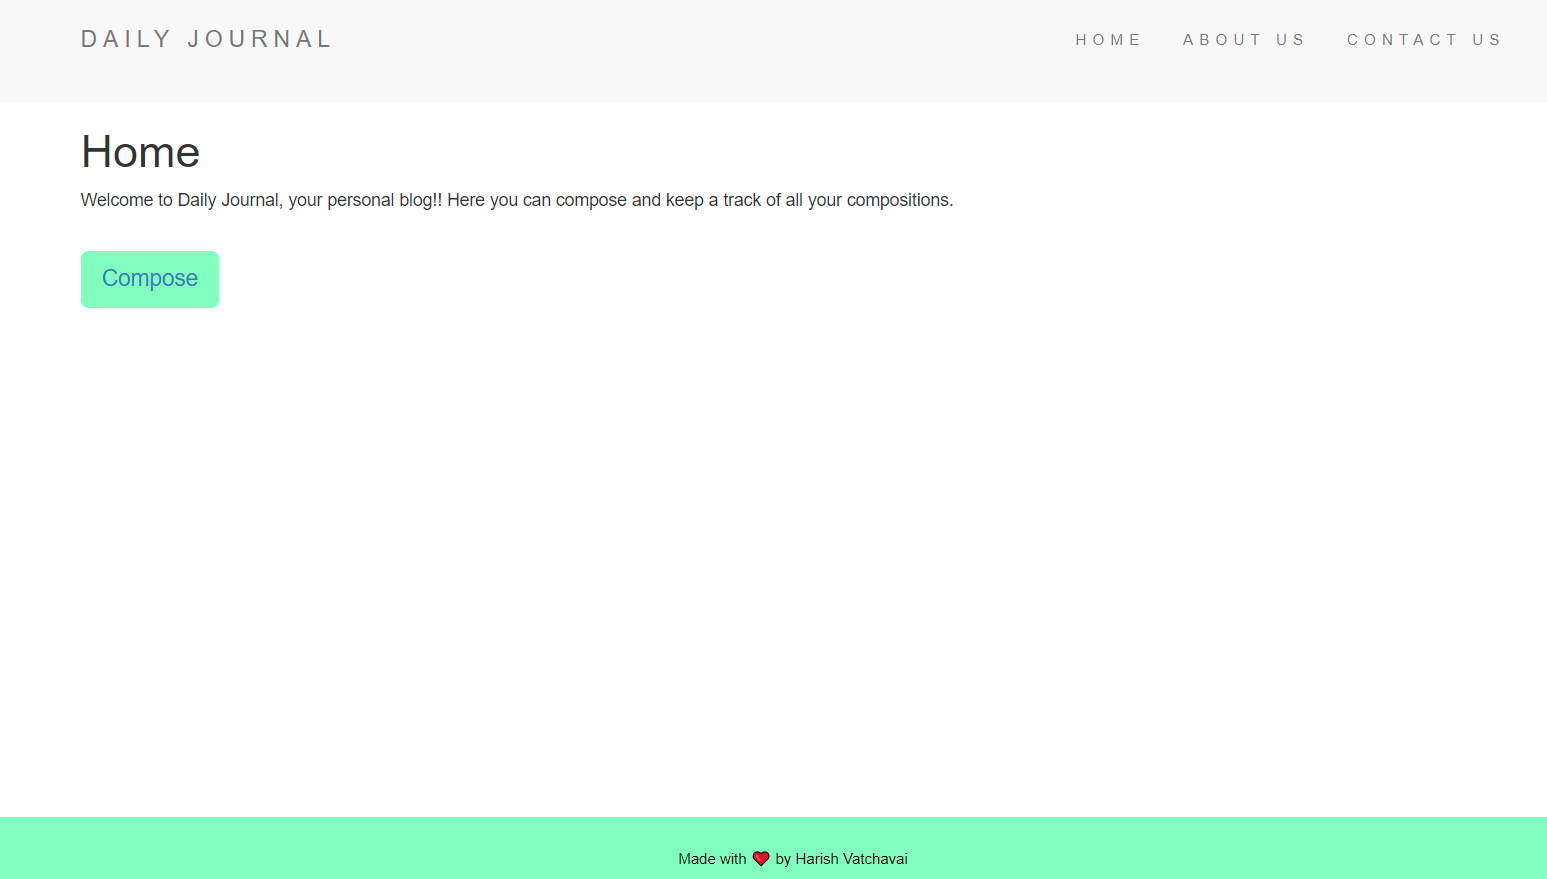 DAILY JOURNAL
HOME ABOUT US CONTACT US
Home
Welcome to Daily Journal, your personal blog!! Here you can compose and keep a track of all your compositions.
Compose
Made with ❤️ by Harish Vatchavai